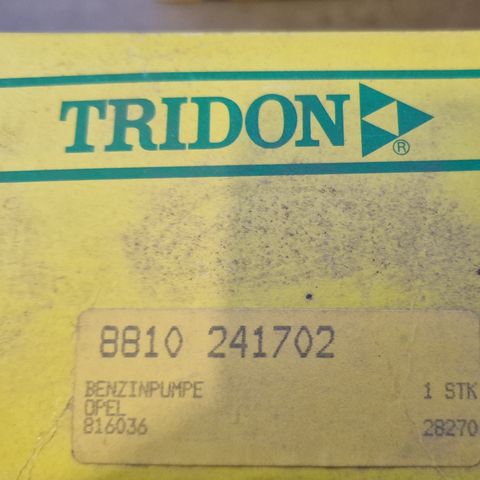 TRIDON
®
8810 241702
BENZINPUMPE 1 STK
OPEL
816036 28270